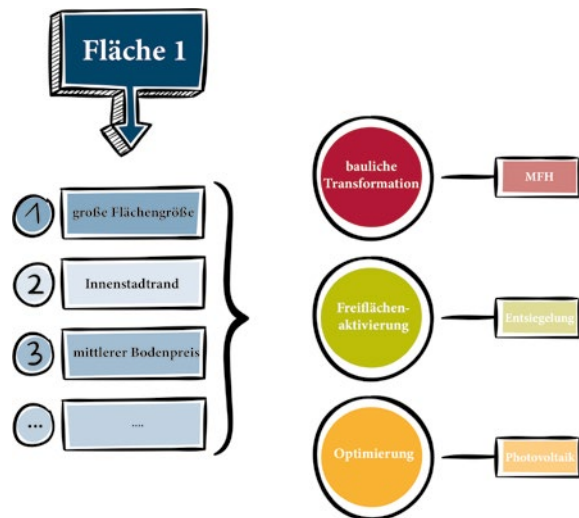 Fläche 1
1
große Flächengröße
2
Innenstadtrand
3
mittlerer Bodenpreis
...
....
bauliche
Transformation
MFH
Freiflächen-
aktivierung
Entsiegelung
Optimierung
Photovoltaik